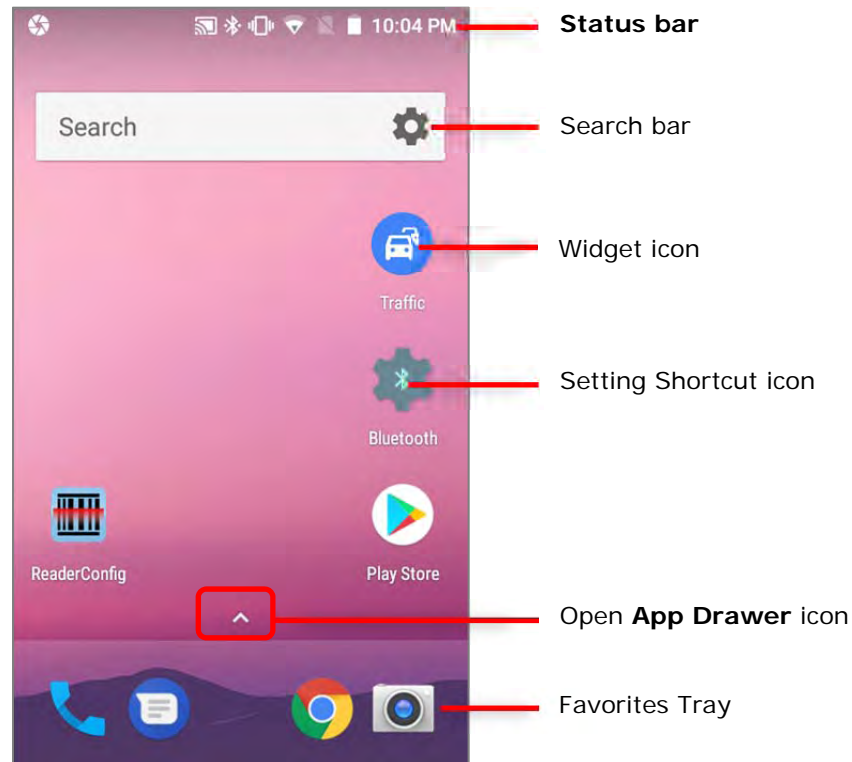 10:04 PM
Status bar
Search
Search bar
Widget icon
Traffic
Setting Shortcut icon
Bluetooth
ReaderConfig
Play Store
Open App Drawer icon
Favorites Tray